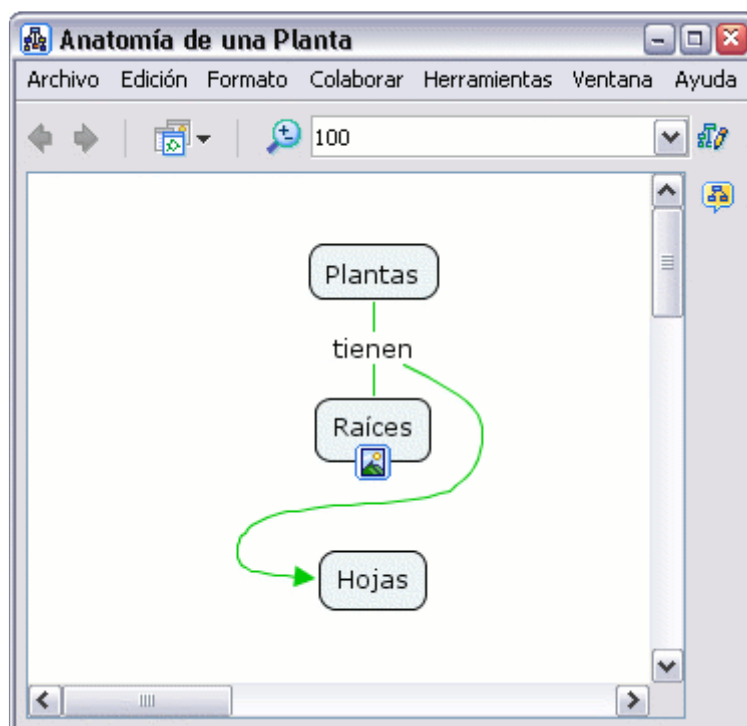 Anatomía de una Planta
Archivo Edición Formato Colaborar Herramientas Ventana Ayuda
100
Plantas
tienen
Raíces
Hojas